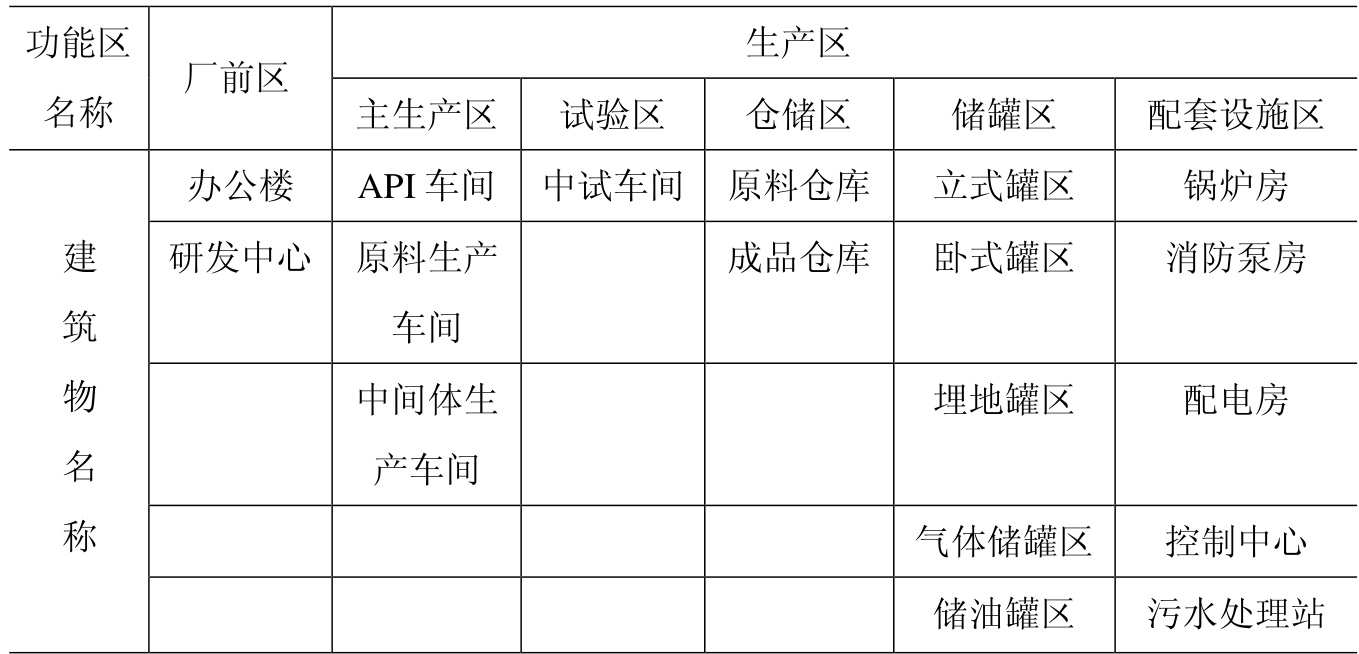 功能区 厂前区 生产区
名称 主生产区 试验区 仓储区 储罐区 配套设施区
办公楼 API 车间 中试车间 原料仓库 立式罐区 锅炉房
建 研发中心 原料生产 成品仓库 卧式罐区 消防泵房
筑 车间
物 中间体生 埋地罐区 配电房
名 产车间
称 气体储罐区 控制中心
储油罐区 污水处理站